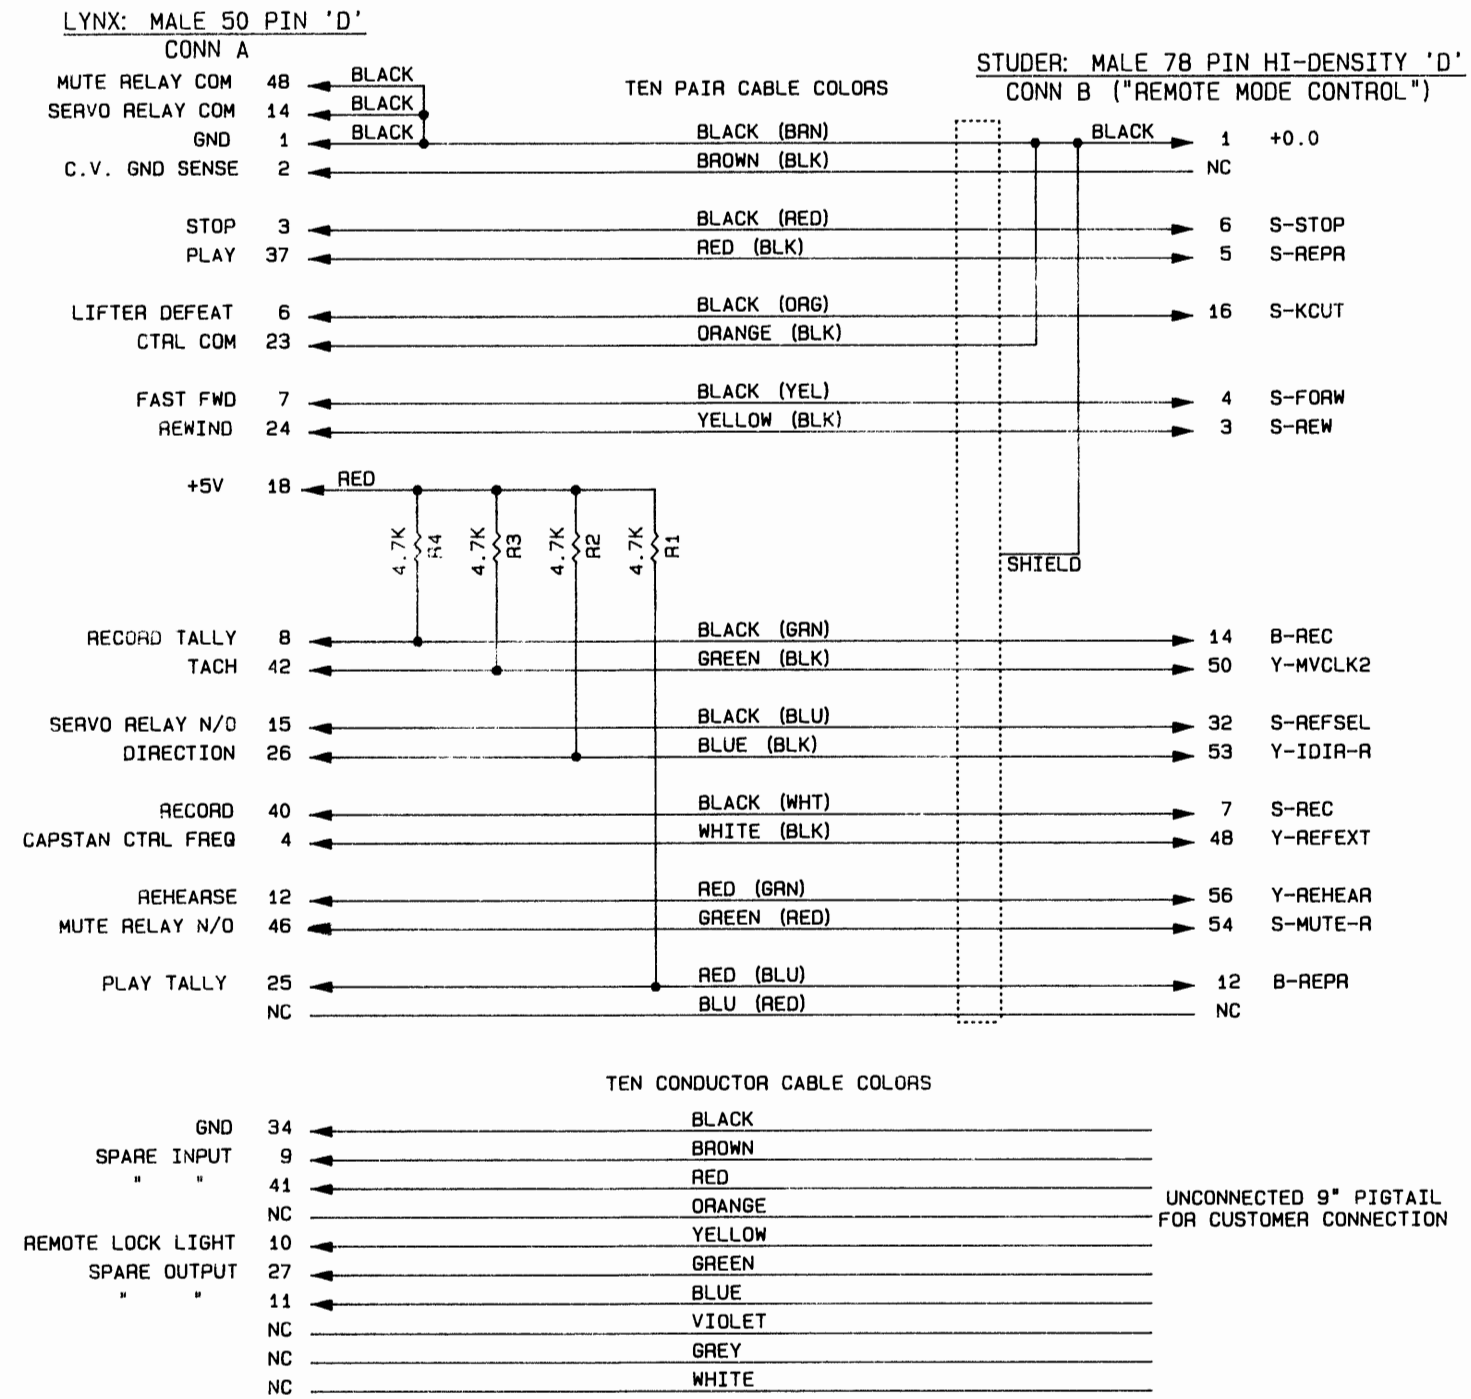 LYNX: MALE 50 PIN 'D'
CONN A
STUDER: MALE 78 PIN HI-DENSITY 'D'
CONN B ("REMOTE MODE CONTROL")
TEN PAIR CABLE COLORS
MUTE RELAY COM 48 BLACK
SERVO RELAY COM 14 BLACK
GND 1 BLACK BLACK (BRN) BLACK 1 +0.0
C.V. GND SENSE 2 BROWN (BLK) NC
STOP 3 BLACK (RED) 6 S-STOP
PLAY 37 RED (BLK) 5 S-REPR
LIFTER DEFEAT 6 BLACK (ORG) 16 S-KCUT
CTRL COM 23 ORANGE (BLK)
FAST FWD 7 BLACK (YEL) 4 S-FORW
REWIND 24 YELLOW (BLK) 3 S-REW
+5V 18 RED
4.7K R4 4.7K R3 4.7K R2 4.7K R1
SHIELD
RECORD TALLY 8 BLACK (GRN) 14 B-REC
TACH 42 GREEN (BLK) 50 Y-MVCLK2
SERVO RELAY N/O 15 BLACK (BLU) 32 S-REFSEL
DIRECTION 26 BLUE (BLK) 53 Y-IDIR-R
RECORD 40 BLACK (WHT) 7 S-REC
CAPSTAN CTRL FREQ 4 WHITE (BLK) 48 Y-REFEXT
REHEARSE 12 RED (GRN) 56 Y-REHEAR
MUTE RELAY N/O 46 GREEN (RED) 54 S-MUTE-R
PLAY TALLY 25 RED (BLU) 12 B-REPR
NC BLU (RED) NC
TEN CONDUCTOR CABLE COLORS
GND 34 BLACK
SPARE INPUT 9 BROWN
" " 41 RED
NC ORANGE
REMOTE LOCK LIGHT 10 YELLOW
SPARE OUTPUT 27 GREEN
" " 11 BLUE
NC VIOLET
NC GREY
NC WHITE
UNCONNECTED 9" PIGTAIL
FOR CUSTOMER CONNECTION